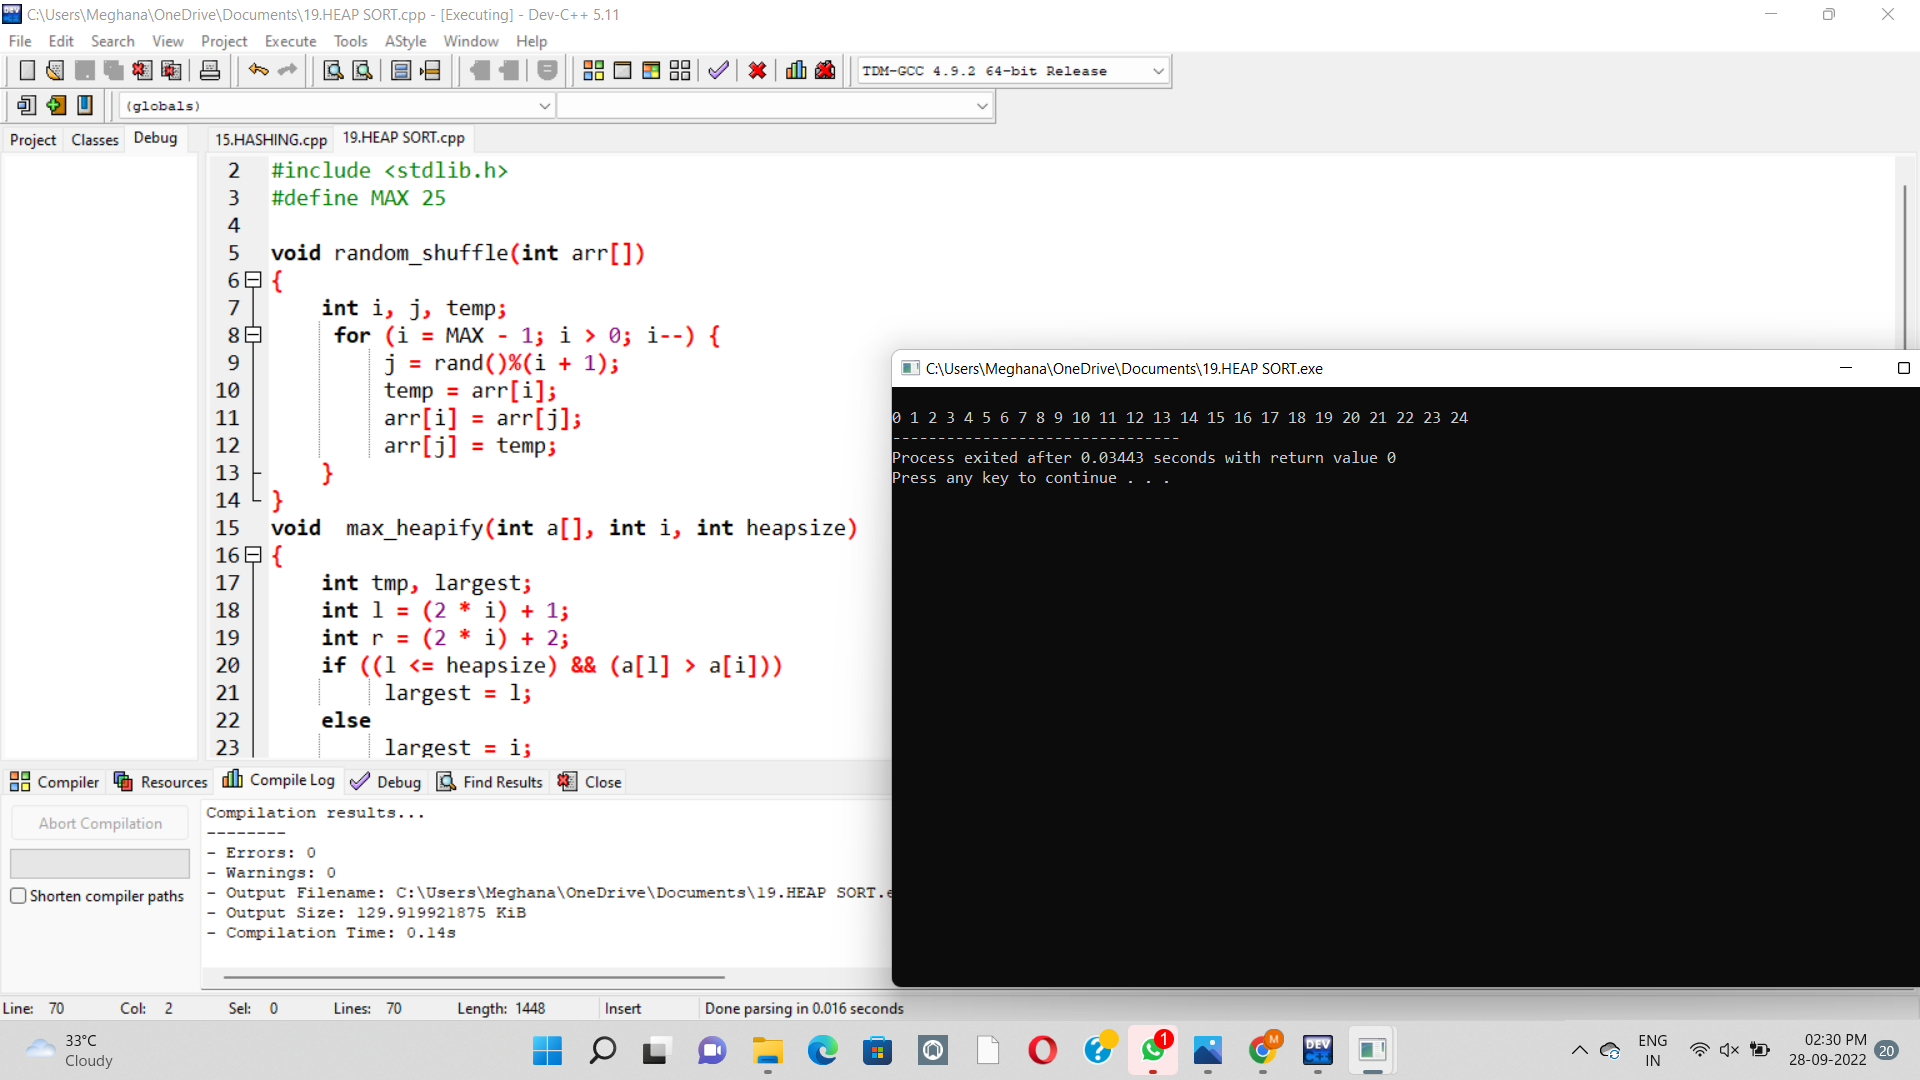 C:\Users\Meghana\OneDrive\Documents\19.HEAP SORT.cpp - [Executing] - Dev-C++ 5.11
File Edit Search View Project Execute Tools AStyle Window Help
TDM-GCC 4.9.2 64-bit Release
(globals)
Project Classes Debug
15.HASHING.cpp 19.HEAP SORT.cpp
2 #include <stdlib.h>
3 #define MAX 25
4
5 void random_shuffle(int arr[])
6 {
7 int i, j, temp;
8 for (i = MAX - 1; i > 0; i--) {
9 j = rand()%(i + 1);
10 temp = arr[i];
11 arr[i] = arr[j];
12 arr[j] = temp;
13 }
14 }
15 void  max_heapify(int a[], int i, int heapsize)
16 {
17 int tmp, largest;
18 int l = (2 * i) + 1;
19 int r = (2 * i) + 2;
20 if ((l <= heapsize) && (a[l] > a[i]))
21 largest = l;
22 else
23 largest = i;
C:\Users\Meghana\OneDrive\Documents\19.HEAP SORT.exe
0 1 2 3 4 5 6 7 8 9 10 11 12 13 14 15 16 17 18 19 20 21 22 23 24
--------------------------------
Process exited after 0.03443 seconds with return value 0
Press any key to continue . . .
Compiler Resources Compile Log Debug Find Results Close
Abort Compilation
Shorten compiler paths
Compilation results...
--------
- Errors: 0
- Warnings: 0
- Output Filename: C:\Users\Meghana\OneDrive\Documents\19.HEAP SORT.e
- Output Size: 129.919921875 KiB
- Compilation Time: 0.14s
Line: 70 Col: 2 Sel: 0 Lines: 70 Length: 1448 Insert Done parsing in 0.016 seconds
33°C
Cloudy
1
M
DEV
ENG
IN
02:30 PM
28-09-2022
20